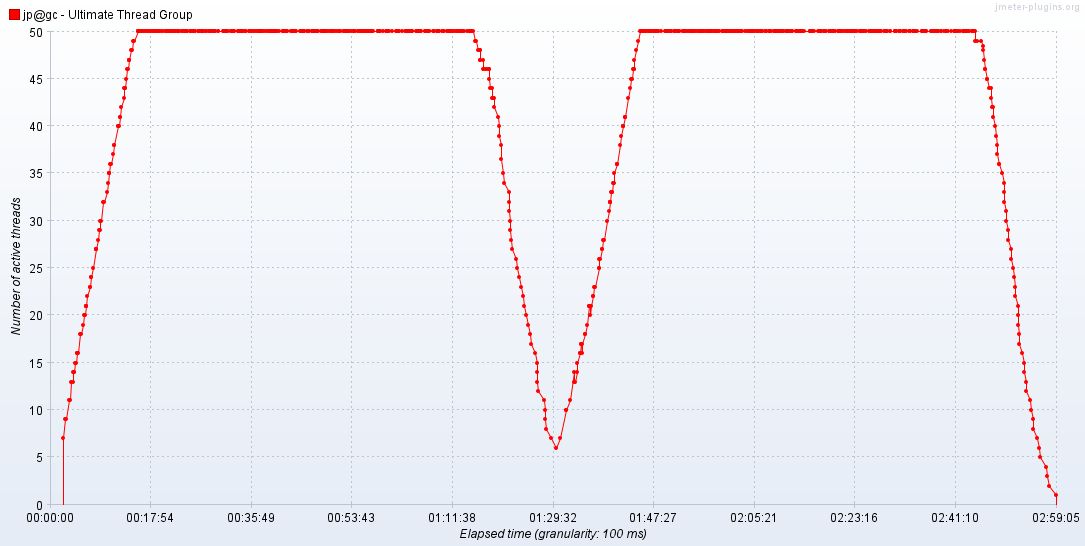 jp@gc - Ultimate Thread Group
jmeter-plugins.org
50
45
40
35
30
25
20
15
10
5
0
Number of active threads
00:00:00 00:17:54 00:35:49 00:53:43 01:11:38 01:29:32 01:47:27 02:05:21 02:23:16 02:41:10 02:59:05
Elapsed time (granularity: 100 ms)